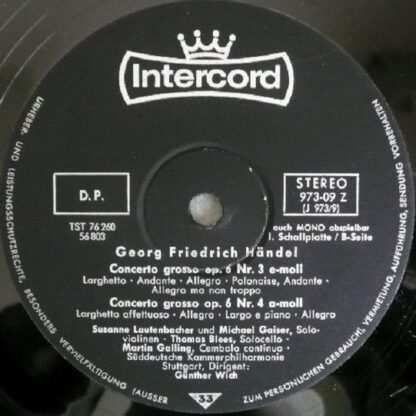 Intercord
D. P.
STEREO
973-09 Z
(J 973/9)
TST 76 260
56 803
auch MONO abspielbar
I. Schallplatte / B-Seite
Georg Friedrich Händel
Concerto grosso op. 6 Nr. 3 e-moll
Larghetto · Andante · Allegro · Polonaise, Andante ·
Allegro ma non troppo
Concerto grosso op. 6 Nr. 4 a-moll
Larghetto affettuoso · Allegro · Largo e piano · Allegro
Susanne Lautenbacher und Michael Gaiser, Solo-
violinen · Thomas Blees, Solocello ·
Martin Galling, Cembalo continuo ·
Süddeutsche Kammerphilharmonie
Stuttgart, Dirigent:
Günther Wich
33
URHEBER- UND LEISTUNGSSCHUTZRECHTE, BESONDERS VERVIELFÄLTIGUNG (AUSSER
ZUM PERSÖNLICHEN GEBRAUCH), VERMIETUNG, AUFFÜHRUNG, SENDUNG VORBEHALTEN